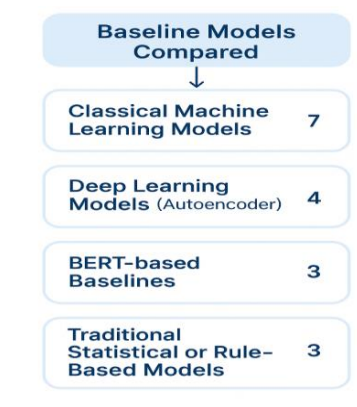 Baseline Models
Compared
Classical Machine
Learning Models 7
Deep Learning
Models (Autoencoder) 4
BERT-based
Baselines 3
Traditional
Statistical or Rule-
Based Models 3